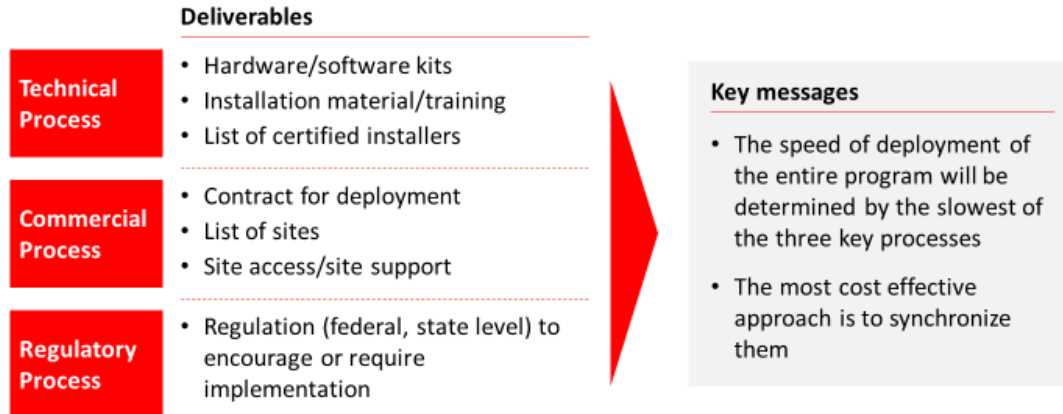 Deliverables
Technical
Process
• Hardware/software kits
• Installation material/training
• List of certified installers
Commercial
Process
• Contract for deployment
• List of sites
• Site access/site support
Regulatory
Process
• Regulation (federal, state level) to
encourage or require
implementation
Key messages
• The speed of deployment of
the entire program will be
determined by the slowest of
the three key processes
• The most cost effective
approach is to synchronize
them